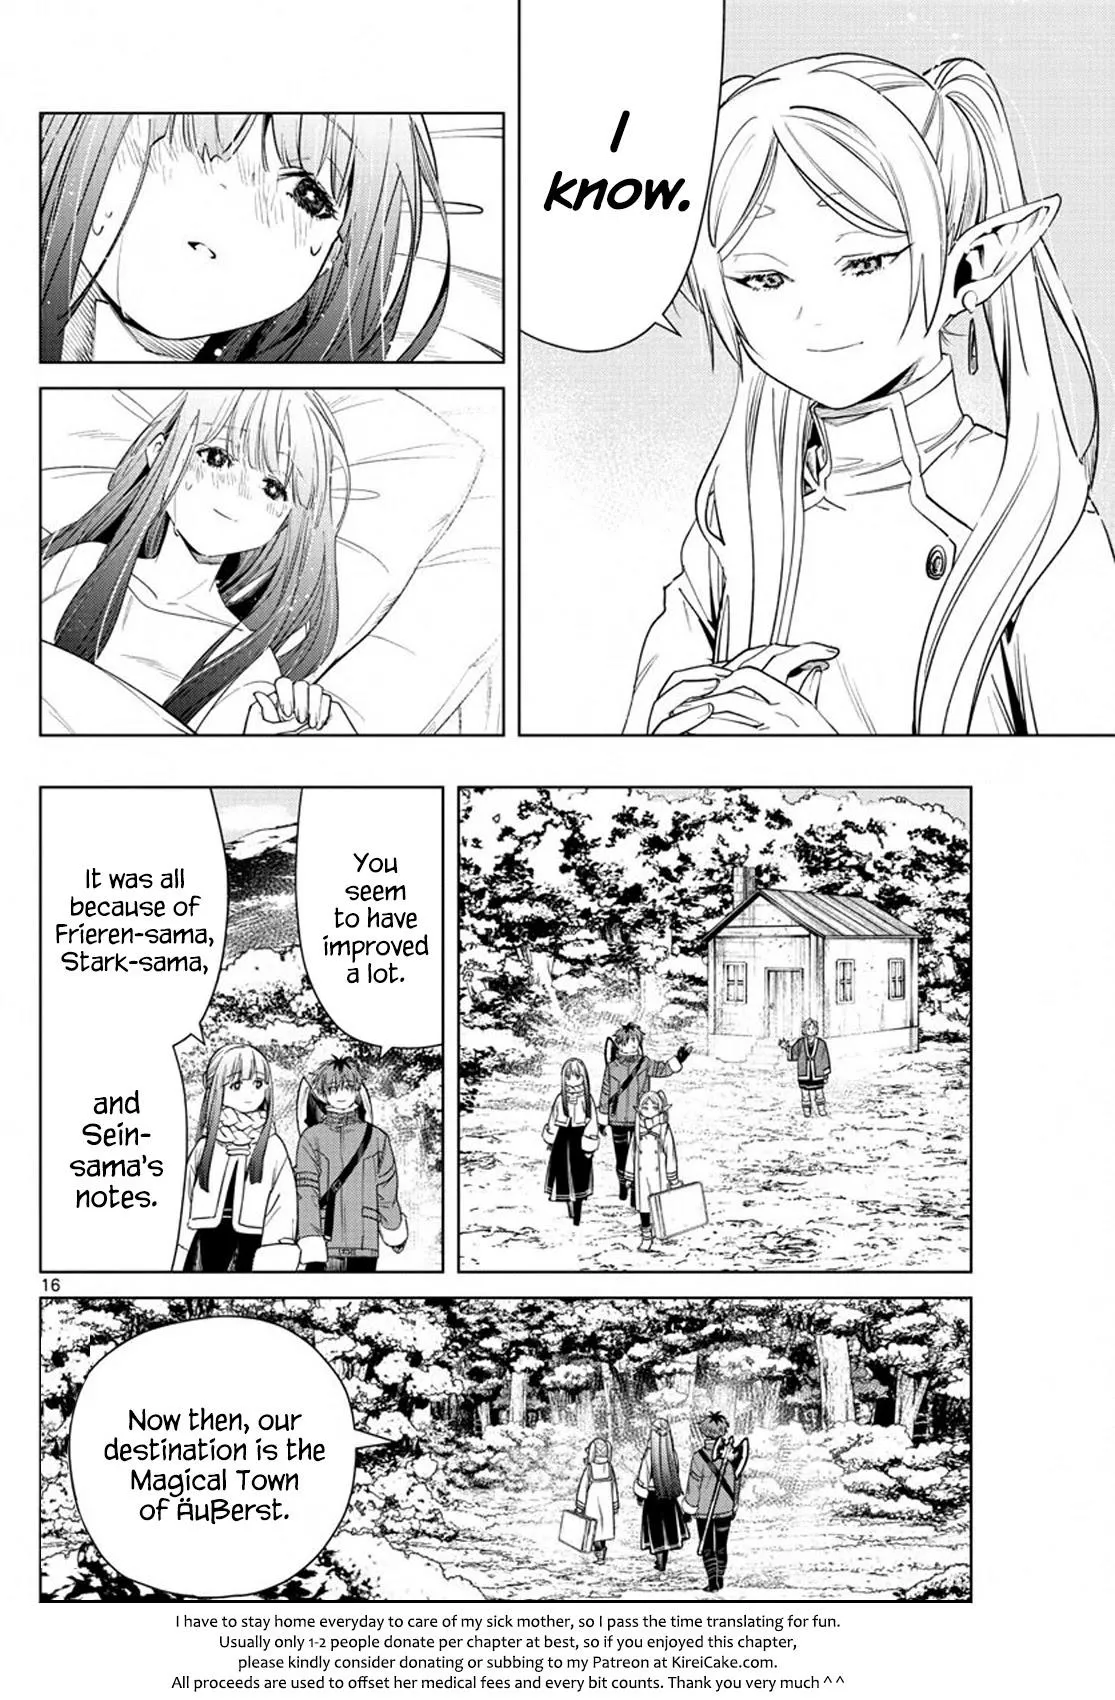 I
know.
You
seem
to have
improved
a lot.
It was all
because of
Frieren-sama,
Stark-sama,
and
Sein-
sama's
notes.
16
Now then, our
destination is the
Magical Town
of Äußerst.
I have to stay home everyday to care of my sick mother, so I pass the time translating for fun.
Usually only 1-2 people donate per chapter at best, so if you enjoyed this chapter,
please kindly consider donating or subbing to my Patreon at KireiCake.com.
All proceeds are used to offset her medical fees and every bit counts. Thank you very much ^ ^